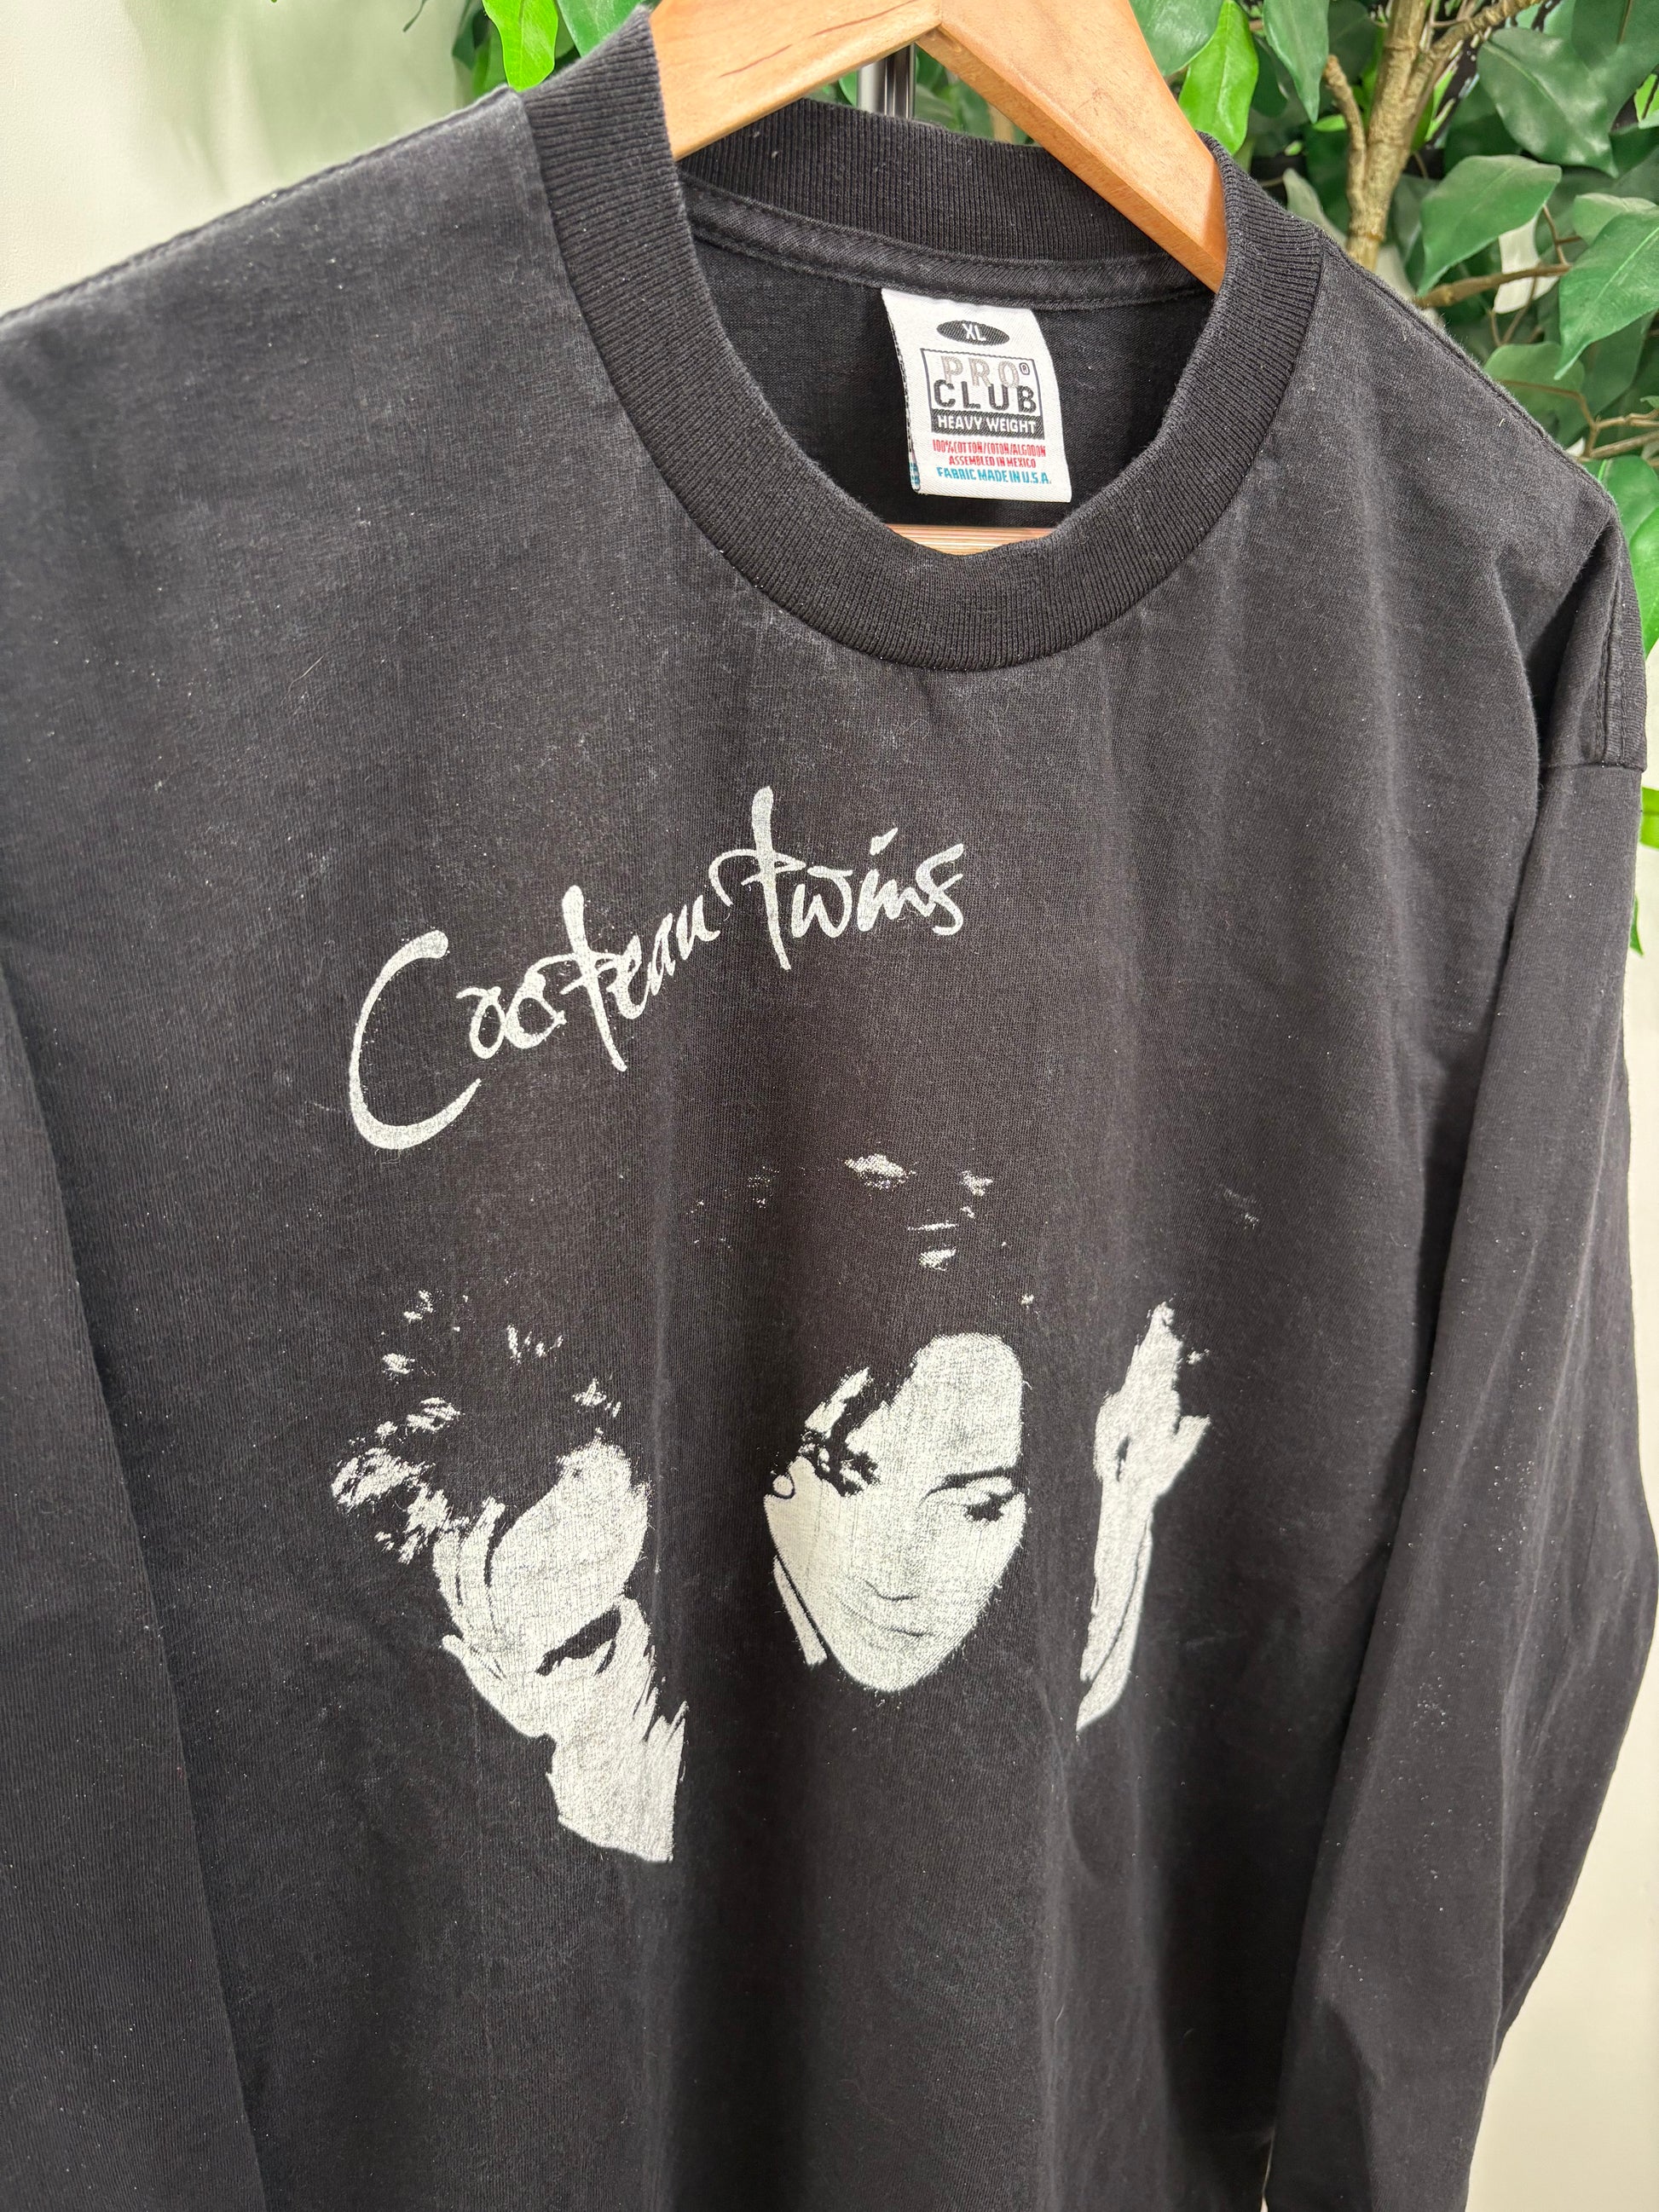 XL
PRO®
CLUB
HEAVY WEIGHT
100%COTTON/COTON/ALGODON
ASSEMBLED IN MEXICO
FABRIC MADE IN U.S.A.
Cocteau twins